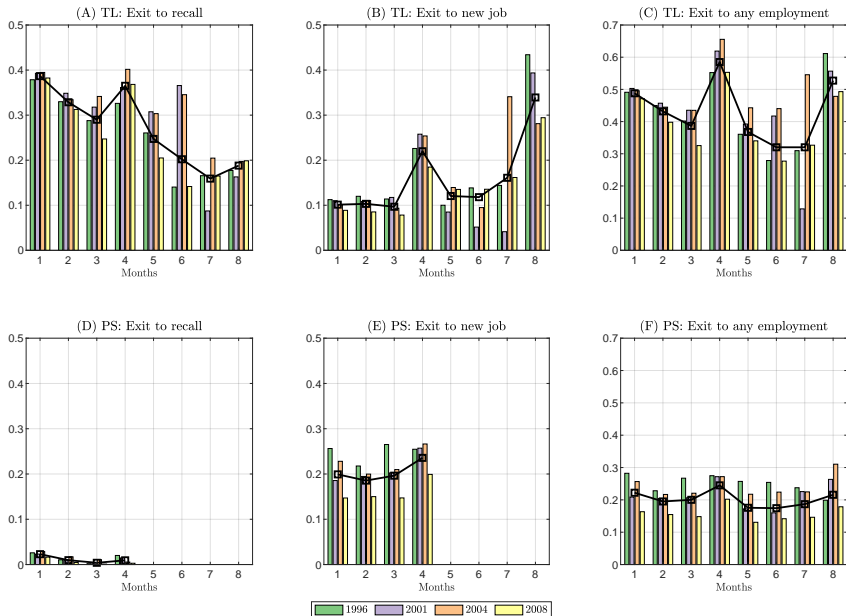 (A) TL: Exit to recall
(B) TL: Exit to new job
(C) TL: Exit to any employment
0.5
0.4
0.3
0.2
0.1
0
1 2 3 4 5 6 7 8
Months
0.5
0.4
0.3
0.2
0.1
0
1 2 3 4 5 6 7 8
Months
0.7
0.6
0.5
0.4
0.3
0.2
0.1
0
1 2 3 4 5 6 7 8
Months
(D) PS: Exit to recall
(E) PS: Exit to new job
(F) PS: Exit to any employment
0.5
0.4
0.3
0.2
0.1
0
1 2 3 4 5 6 7 8
Months
0.5
0.4
0.3
0.2
0.1
0
1 2 3 4 5 6 7 8
Months
0.7
0.6
0.5
0.4
0.3
0.2
0.1
0
1 2 3 4 5 6 7 8
Months
1996 2001 2004 2008